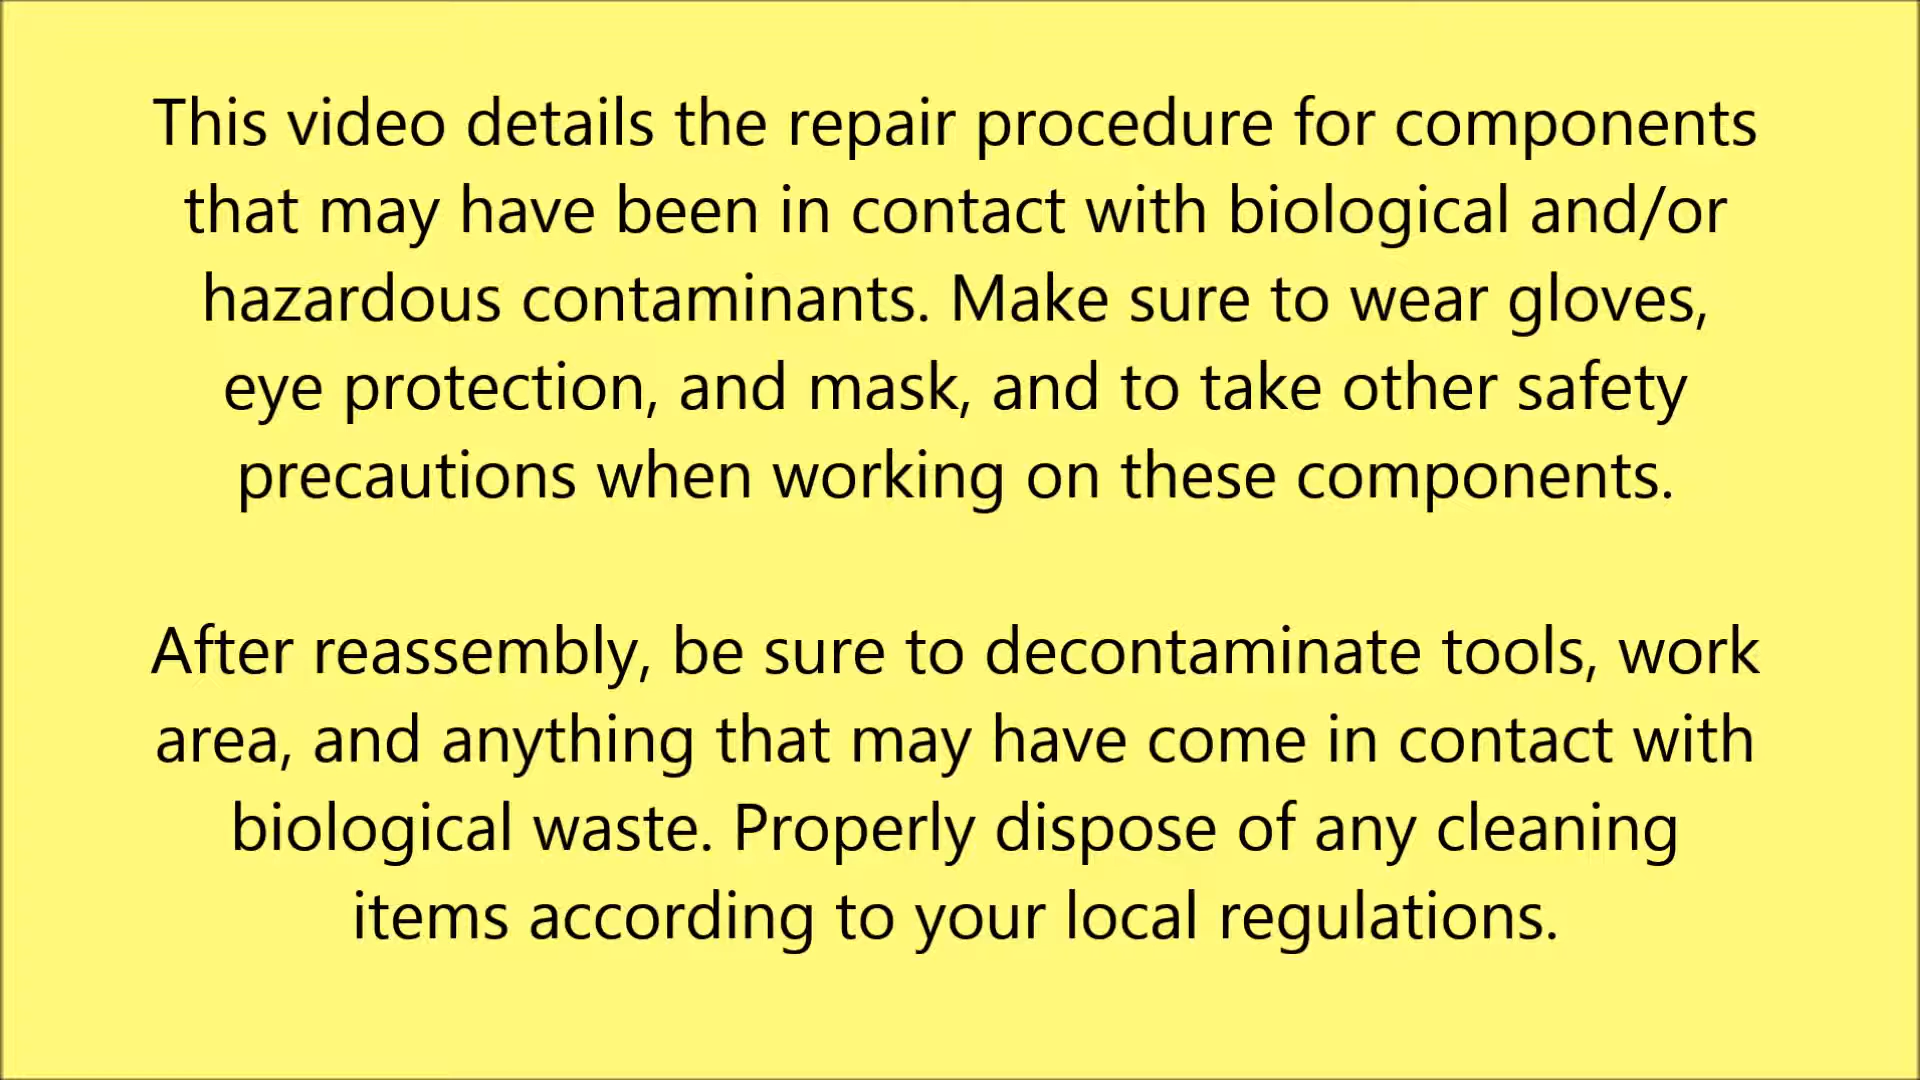 This video details the repair procedure for components
that may have been in contact with biological and/or
hazardous contaminants. Make sure to wear gloves,
eye protection, and mask, and to take other safety
precautions when working on these components.
After reassembly, be sure to decontaminate tools, work
area, and anything that may have come in contact with
biological waste. Properly dispose of any cleaning
items according to your local regulations.